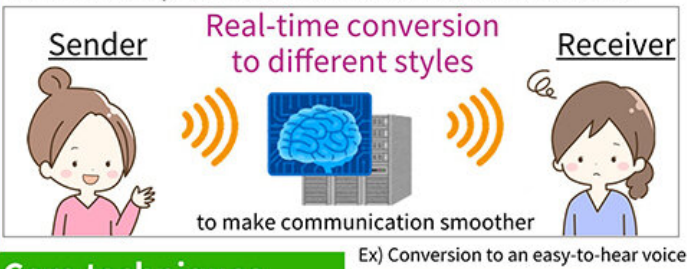 Sender
Real-time conversion
to different styles
Receiver
to make communication smoother
Ex) Conversion to an easy-to-hear voice